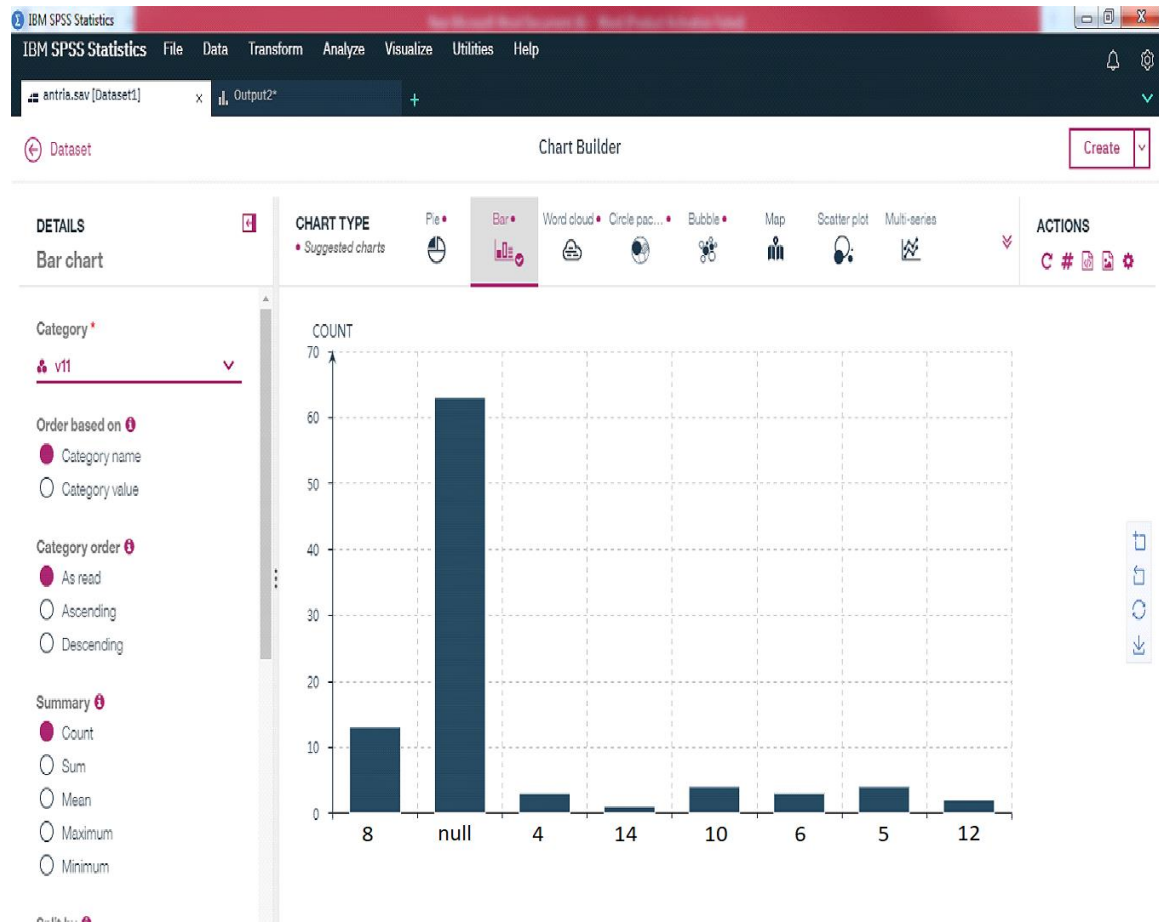 IBM SPSS Statistics
IBM SPSS Statistics File Data Transform Analyze Visualize Utilities Help
antria.sav [Dataset1] x Output2* +
Dataset
Chart Builder
Create
DETAILS
Bar chart
CHART TYPE
• Suggested charts
Pie •
Bar •
Word cloud •
Circle pac... •
Bubble •
Map
Scatter plot
Multi-series
ACTIONS
Category *
v11
Order based on
Category name
Category value
Category order
As read
Ascending
Descending
Summary
Count
Sum
Mean
Maximum
Minimum
COUNT
70
60
50
40
30
20
10
0
8 null 4 14 10 6 5 12